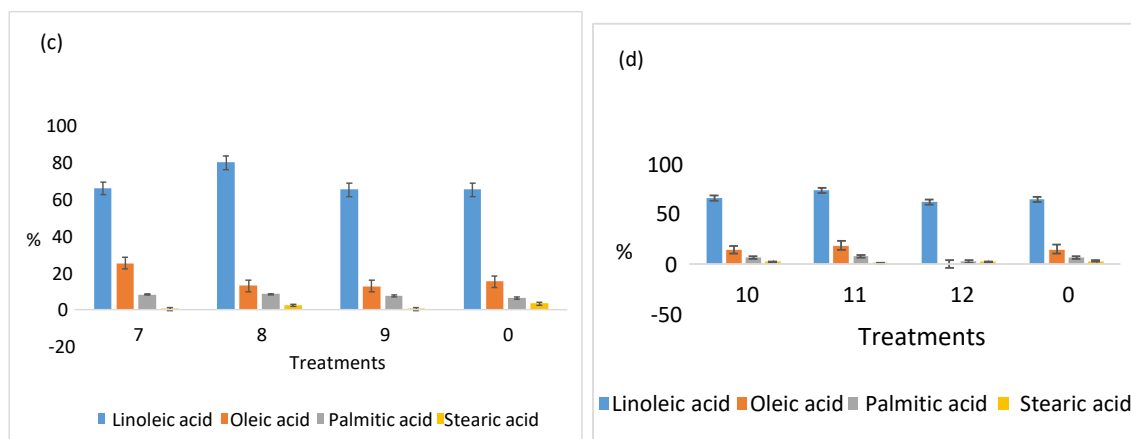 (c)
100
80
60
40
20
0
-20
%
7 8 9 0
Treatments
Linoleic acid Oleic acid Palmitic acid Stearic acid
(d)
100
50
0
-50
%
10 11 12 0
Treatments
Linoleic acid Oleic acid Palmitic acid Stearic acid